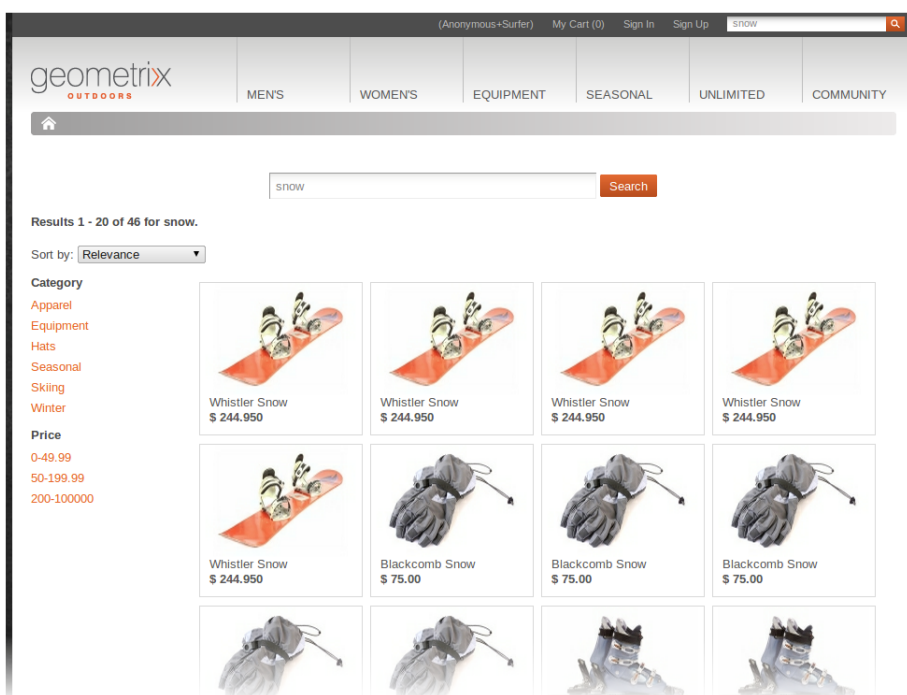 (Anonymous+Surfer) My Cart (0) Sign In Sign Up snow
geometrixx
OUTDOORS
MEN'S WOMEN'S EQUIPMENT SEASONAL UNLIMITED COMMUNITY
snow Search
Results 1 - 20 of 46 for snow.
Sort by: Relevance
Category
Apparel
Equipment
Hats
Seasonal
Skiing
Winter
Price
0-49.99
50-199.99
200-100000
Whistler Snow Whistler Snow Whistler Snow Whistler Snow
$ 244.950 $ 244.950 $ 244.950 $ 244.950
Whistler Snow Blackcomb Snow Blackcomb Snow Blackcomb Snow
$ 244.950 $ 75.00 $ 75.00 $ 75.00